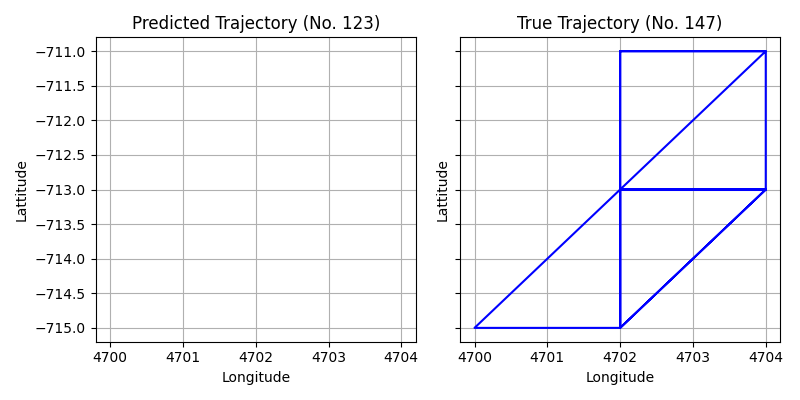 Predicted Trajectory (No. 123)
True Trajectory (No. 147)
Lattitude
−711.0
−711.5
−712.0
−712.5
−713.0
−713.5
−714.0
−714.5
−715.0
4700 4701 4702 4703 4704
Longitude
Lattitude
4700 4701 4702 4703 4704
Longitude